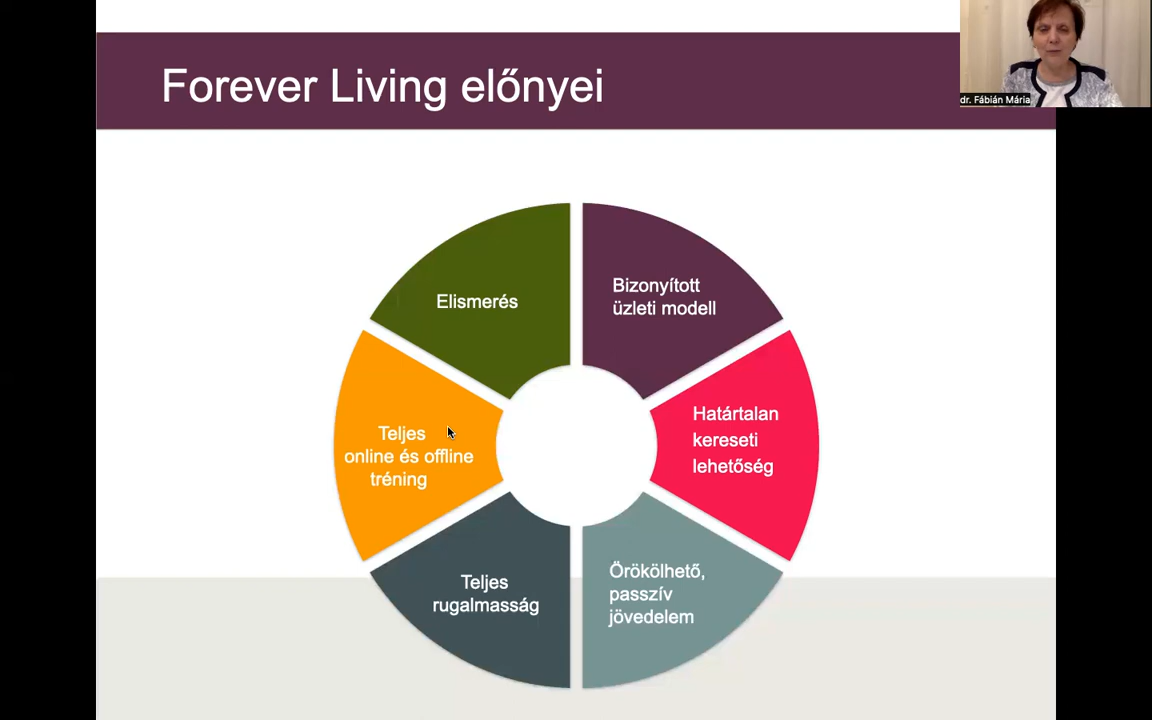 Forever Living előnyei
dr. Fábián Mária
Elismerés
Bizonyított
üzleti modell
Határtalan
kereseti
lehetőség
Teljes
online és offline
tréning
Teljes
rugalmasság
Örökölhető,
passzív
jövedelem